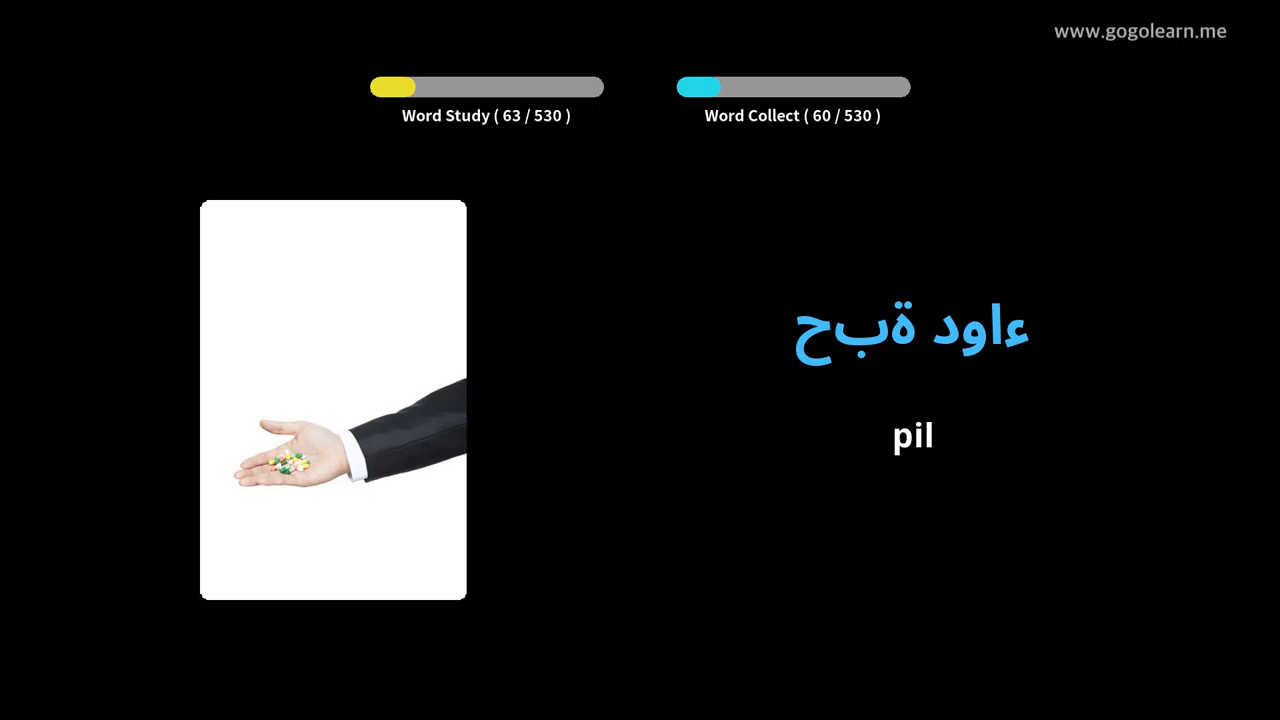 www.gogolearn.me
Word Study ( 63 / 530 )
Word Collect ( 60 / 530 )
حبة دواء
pil